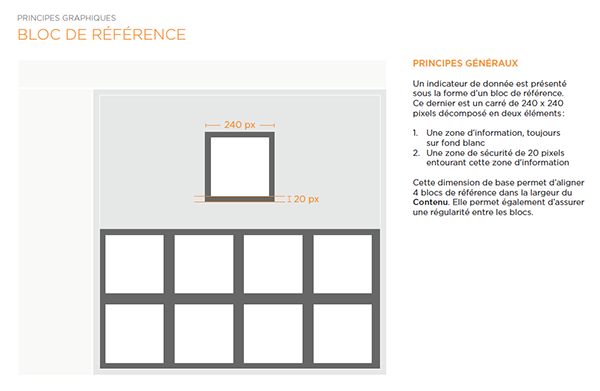 PRINCIPES GRAPHIQUES
BLOC DE RÉFÉRENCE
240 px
20 px
PRINCIPES GÉNÉRAUX
Un indicateur de donnée est présenté
sous la forme d'un bloc de référence.
Ce dernier est un carré de 240 x 240
pixels décomposé en deux éléments :
1. Une zone d'information, toujours
sur fond blanc
2. Une zone de sécurité de 20 pixels
entourant cette zone d'information
Cette dimension de base permet d'aligner
4 blocs de référence dans la largeur du
Contenu. Elle permet également d'assurer
une régularité entre les blocs.